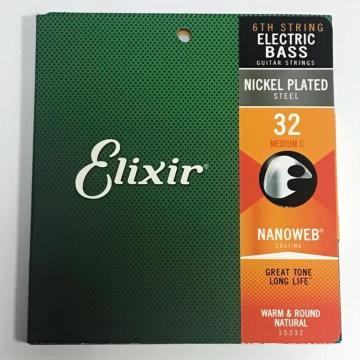 6TH STRING
ELECTRIC
BASS
GUITAR STRINGS
NICKEL PLATED
STEEL
32
MEDIUM C
Elixir®
NANOWEB®
COATING
GREAT TONE
LONG LIFE™
WARM & ROUND
NATURAL
15332